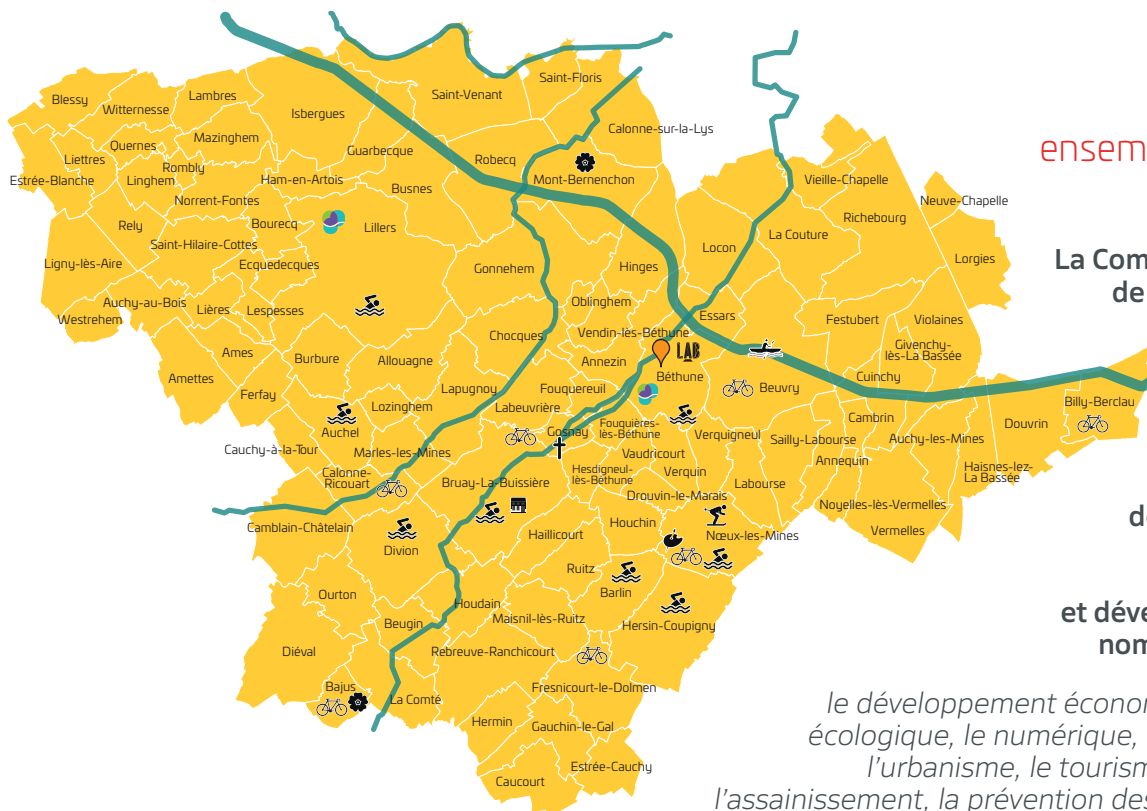 Saint-Floris
Saint-Venant
Blessy
Lambres
Witternesse
Isbergues
Calonne-sur-la-Lys
Mazinghem
Quernes
Guarbecque
Liettres
Rombly
Robecq
ensem
Estrée-Blanche
Linghem
Ham-en-Artois
Mont-Bernenchon
Vieille-Chapelle
Busnes
Norrent-Fontes
Neuve-Chapelle
Richebourg
Rely
Bourecq
Lillers
La Couture
Saint-Hilaire-Cottes
Locon
Ligny-lès-Aire
Ecquedecques
Gonnehem
Hinges
Lorgies
La Com
de
Auchy-au-Bois
Lières
Lespesses
Oblinghem
Westrehem
Essars
Festubert
Violaines
Chocques
Vendin-lès-Béthune
Givenchy-
lès-La Bassée
Ames
Burbure
Allouagne
Annezin
LAB
Béthune
Cuinchy
Amettes
Ferfay
Lapugnoy
Fouquereuil
Beuvry
Lozinghem
Labeuvrière
Billy-Berclau
Auchel
Gosnay
Fouquières-
lès-Béthune
Cambrin
Douvrin
Verquigneul
Sailly-Labourse
Auchy-les-Mines
Cauchy-à-la-Tour
Marles-les-Mines
Vaudricourt
Annequin
Calonne-
Ricouart
Hesdigneul
lès-Béthune
Verquin
Haisnes-lez-
La Bassée
Bruay-La-Buissière
Labourse
Drouvin-le-Marais
Noyelles-lès-Vermelles
de
Camblain-Châtelain
Houchin
Haillicourt
Nœux-les-Mines
Vermelles
Divion
Ruitz
Barlin
Ourton
Houdain
Beugin
Maisnil-lès-Ruitz
Hersin-Coupigny
et déve
nom
Diéval
Rebreuve-Ranchicourt
Bajus
La Comté
Fresnicourt-le-Dolmen
Hermin
Gauchin-le-Gal
le développement économ
écologique, le numérique,
Estrée-Cauchy
l'urbanisme, le tourism
Caucourt
l'assainissement, la prévention des